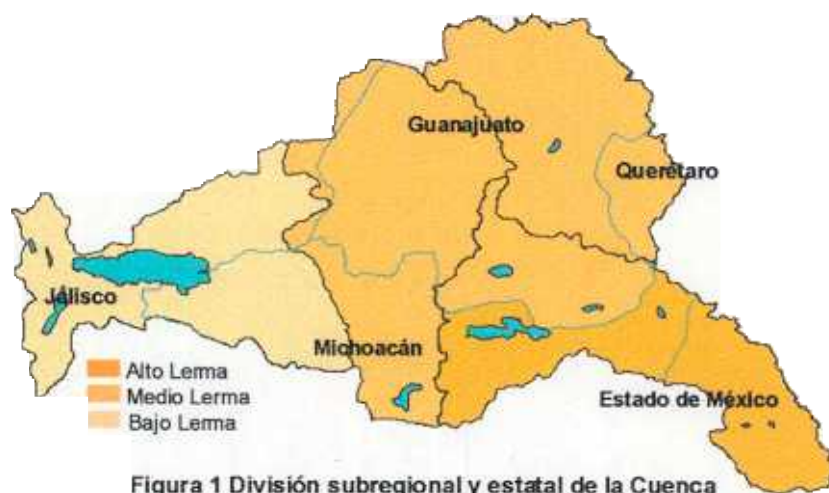 Guanajuato
Querétaro
Jalisco
Michoacán
Estado de México
Alto Lerma
Medio Lerma
Bajo Lerma
Figura 1 División subregional y estatal de la Cuenca